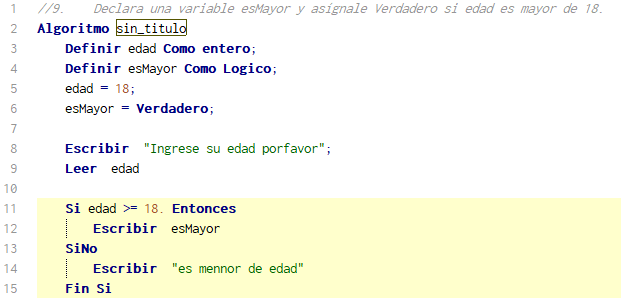 1 //9. Declara una variable esMayor y asígnale Verdadero si edad es mayor de 18.
2 Algoritmo sin_titulo
3 Definir edad Como entero;
4 Definir esMayor Como Logico;
5 edad = 18;
6 esMayor = Verdadero;
7
8 Escribir "Ingrese su edad porfavor";
9 Leer edad
10
11 Si edad >= 18. Entonces
12 Escribir esMayor
13 SiNo
14 Escribir "es mennor de edad"
15 Fin Si